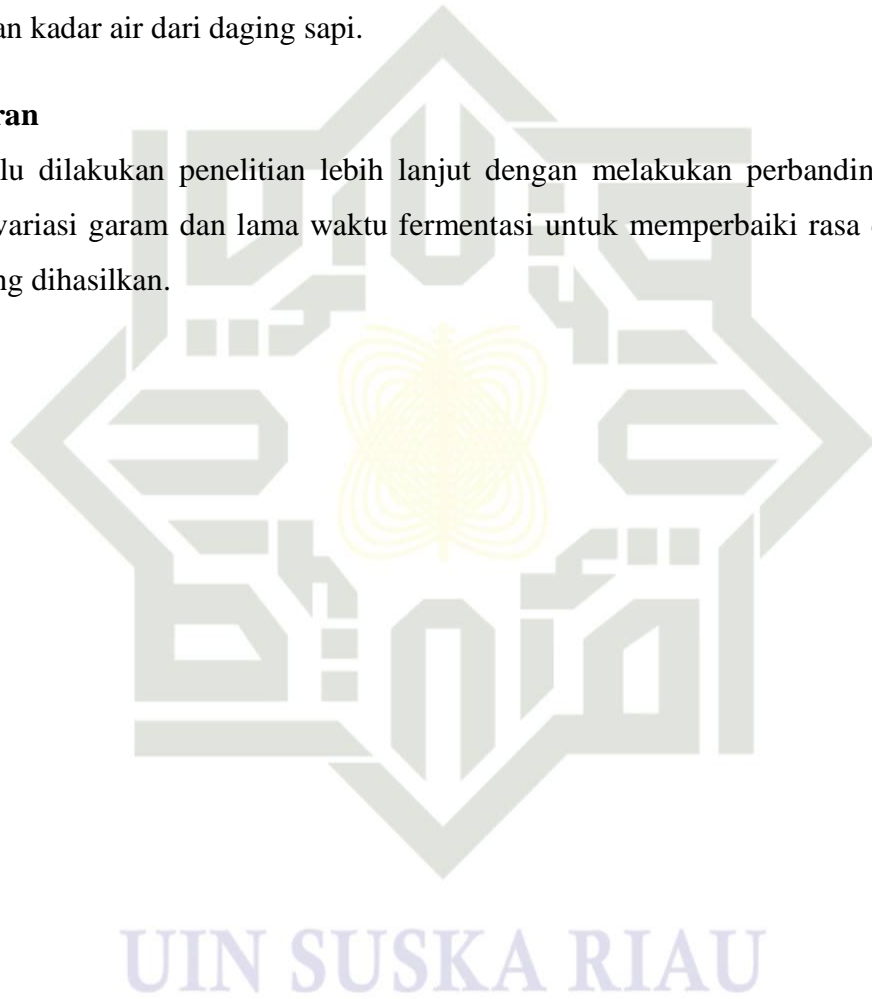 an kadar air dari daging sapi.
ran
lu dilakukan penelitian lebih lanjut dengan melakukan perbandin
variasi garam dan lama waktu fermentasi untuk memperbaiki rasa
ng dihasilkan.
UIN SUSKA RIAU